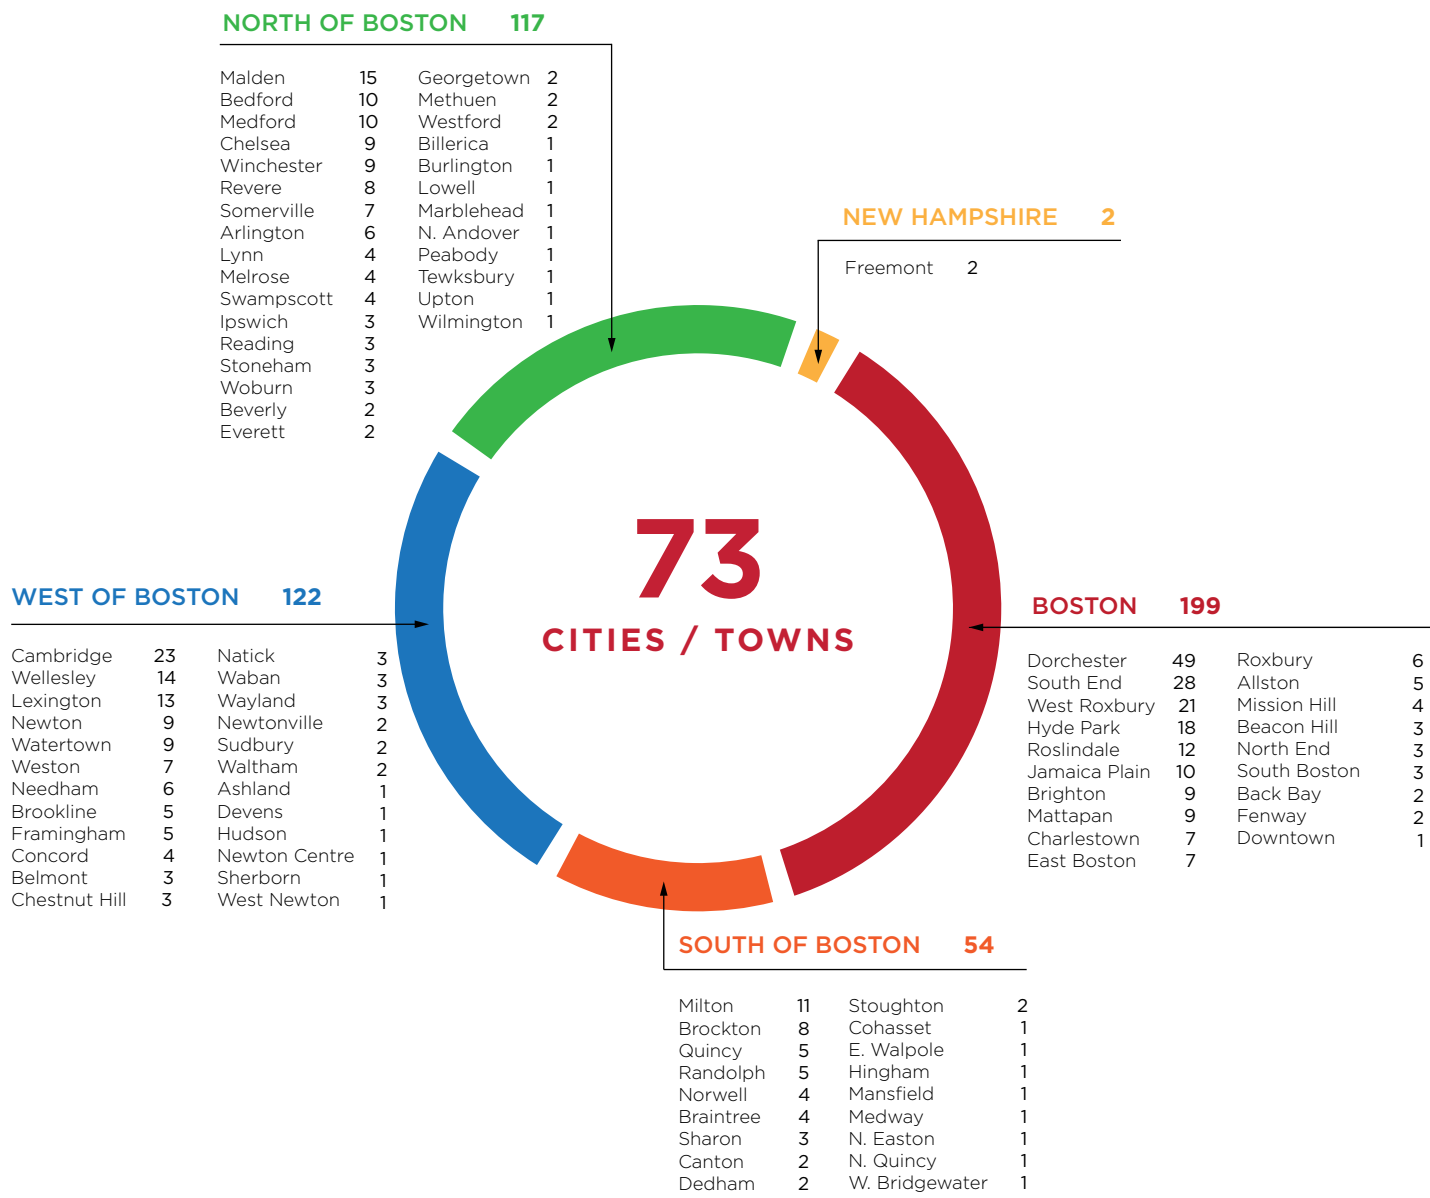 NORTH OF BOSTON 117
Malden 15
Bedford 10
Medford 10
Chelsea 9
Winchester 9
Revere 8
Somerville 7
Arlington 6
Lynn 4
Melrose 4
Swampscott 4
Ipswich 3
Reading 3
Stoneham 3
Woburn 3
Beverly 2
Everett 2
Georgetown 2
Methuen 2
Westford 2
Billerica 1
Burlington 1
Lowell 1
Marblehead 1
N. Andover 1
Peabody 1
Tewksbury 1
Upton 1
Wilmington 1
NEW HAMPSHIRE 2
Freemont 2
73
CITIES / TOWNS
WEST OF BOSTON 122
Cambridge 23
Wellesley 14
Lexington 13
Newton 9
Watertown 9
Weston 7
Needham 6
Brookline 5
Framingham 5
Concord 4
Belmont 3
Chestnut Hill 3
Natick 3
Waban 3
Wayland 3
Newtonville 2
Sudbury 2
Waltham 2
Ashland 1
Devens 1
Hudson 1
Newton Centre 1
Sherborn 1
West Newton 1
BOSTON 199
Dorchester 49
South End 28
West Roxbury 21
Hyde Park 18
Roslindale 12
Jamaica Plain 10
Brighton 9
Mattapan 9
Charlestown 7
East Boston 7
Roxbury 6
Allston 5
Mission Hill 4
Beacon Hill 3
North End 3
South Boston 3
Back Bay 2
Fenway 2
Downtown 1
SOUTH OF BOSTON 54
Milton 11
Brockton 8
Quincy 5
Randolph 5
Norwell 4
Braintree 4
Sharon 3
Canton 2
Dedham 2
Stoughton 2
Cohasset 1
E. Walpole 1
Hingham 1
Mansfield 1
Medway 1
N. Easton 1
N. Quincy 1
W. Bridgewater 1